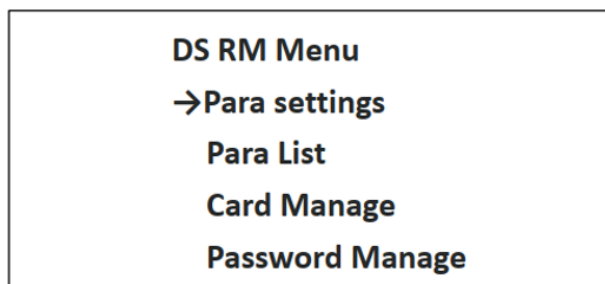 DS RM Menu
→Para settings
Para List
Card Manage
Password Manage